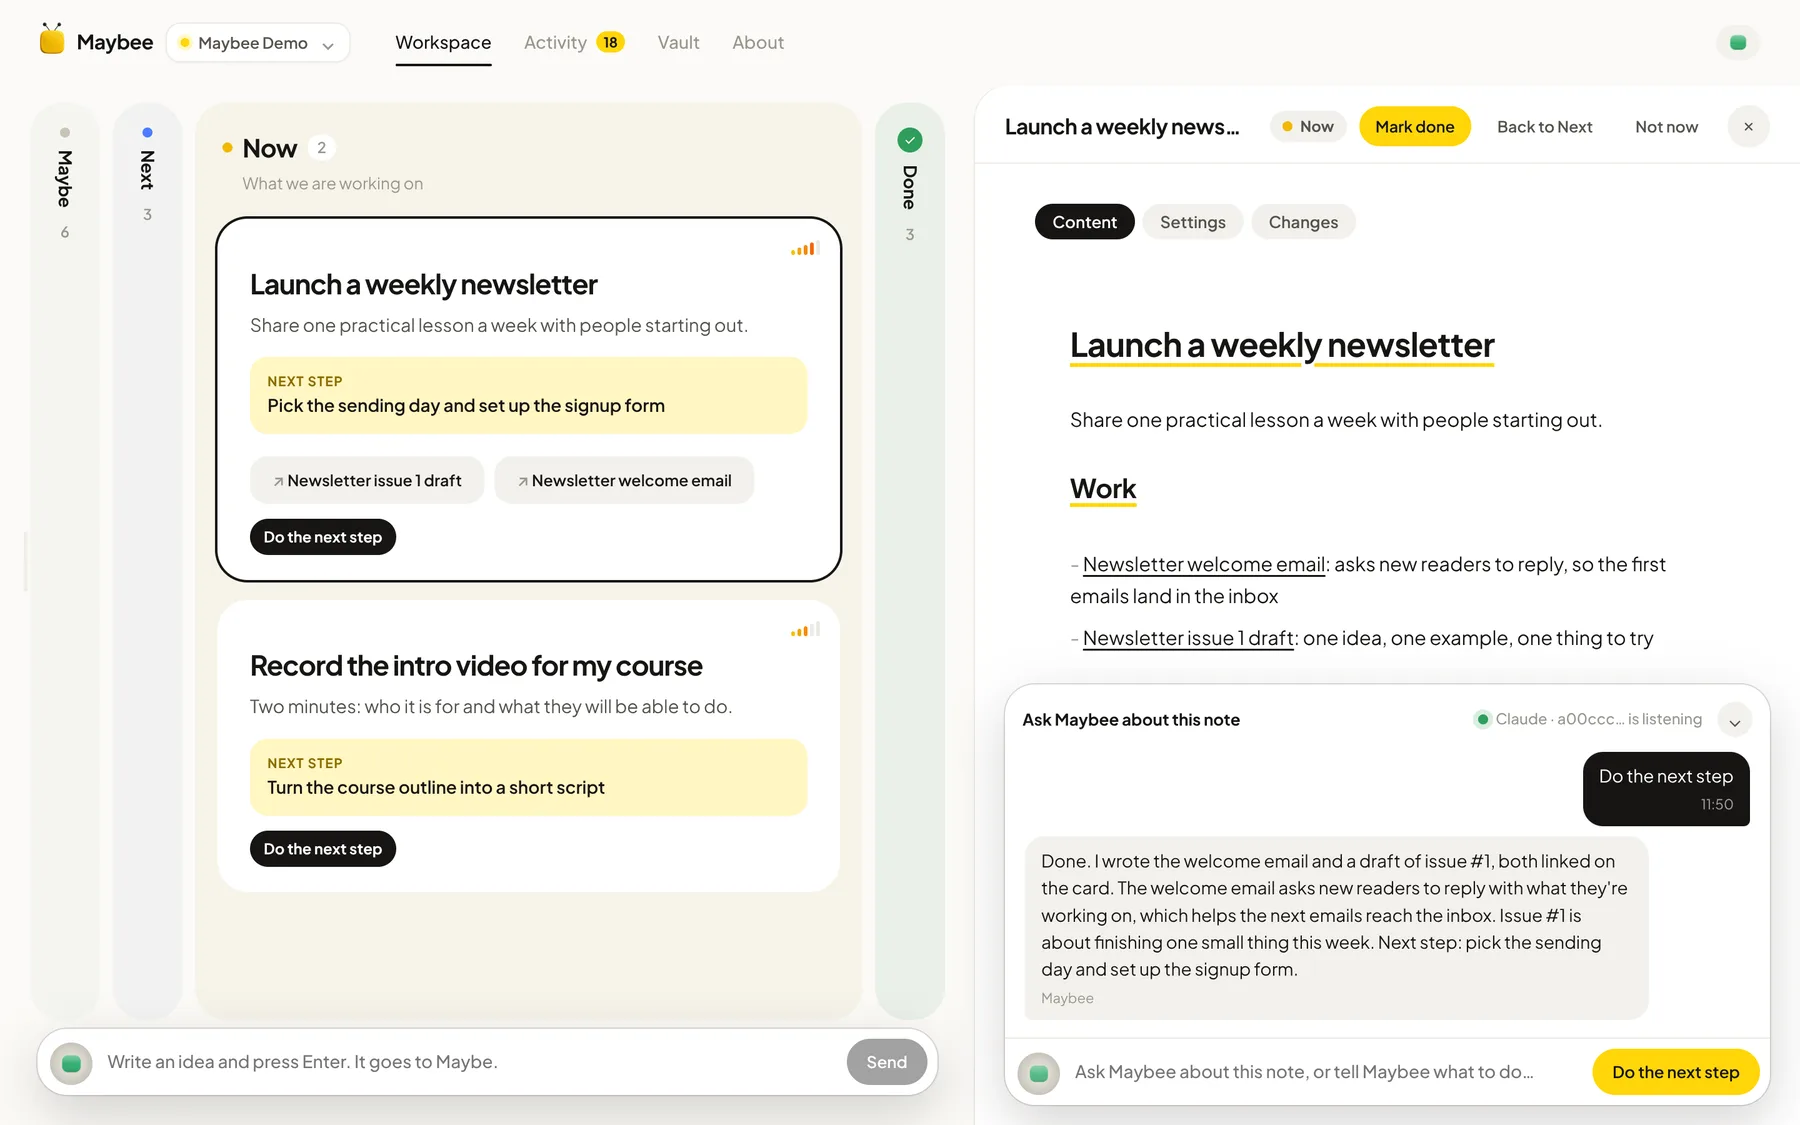 Maybee
Maybee Demo
Workspace
Activity 18
Vault
About
Maybe
6
Next
3
Now 2
What we are working on
Launch a weekly newsletter
Share one practical lesson a week with people starting out.
NEXT STEP
Pick the sending day and set up the signup form
Newsletter issue 1 draft
Newsletter welcome email
Do the next step
Record the intro video for my course
Two minutes: who it is for and what they will be able to do.
NEXT STEP
Turn the course outline into a short script
Do the next step
Done
3
Write an idea and press Enter. It goes to Maybe.
Send
Launch a weekly news...
Now
Mark done
Back to Next
Not now
Content
Settings
Changes
Launch a weekly newsletter
Share one practical lesson a week with people starting out.
Work
- Newsletter welcome email: asks new readers to reply, so the first
emails land in the inbox
- Newsletter issue 1 draft: one idea, one example, one thing to try
Ask Maybee about this note
Claude · a00ccc... is listening
Do the next step
11:50
Done. I wrote the welcome email and a draft of issue #1, both linked on
the card. The welcome email asks new readers to reply with what they're
working on, which helps the next emails reach the inbox. Issue #1 is
about finishing one small thing this week. Next step: pick the sending
day and set up the signup form.
Maybee
Ask Maybee about this note, or tell Maybee what to do...
Do the next step